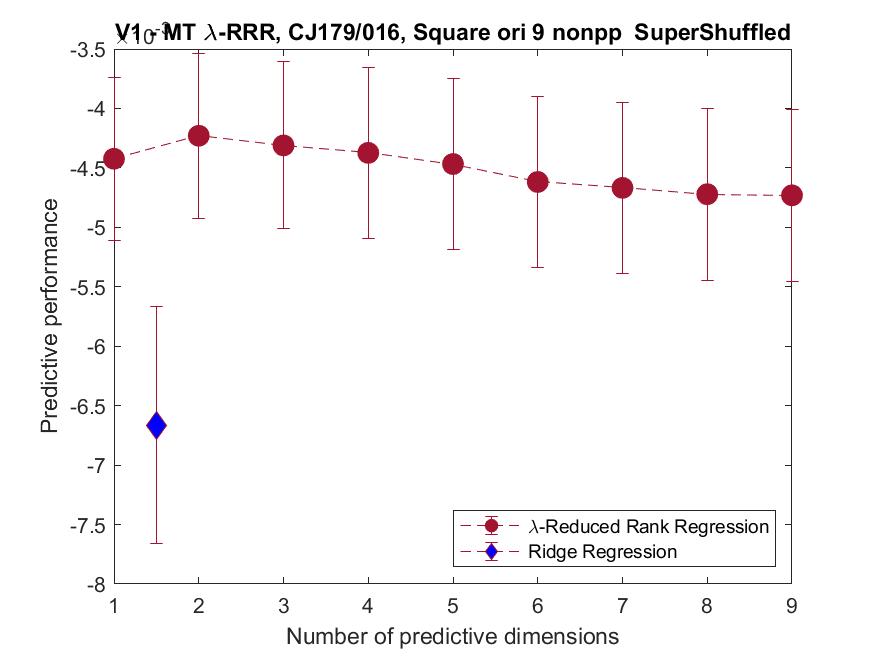 V1 - MT λ-RRR, CJ179/016, Square ori 9 nonpp SuperShuffled
×10^-3
-3.5
-4
-4.5
-5
-5.5
-6
-6.5
-7
-7.5
-8
Predictive performance
λ-Reduced Rank Regression
Ridge Regression
1 2 3 4 5 6 7 8 9
Number of predictive dimensions